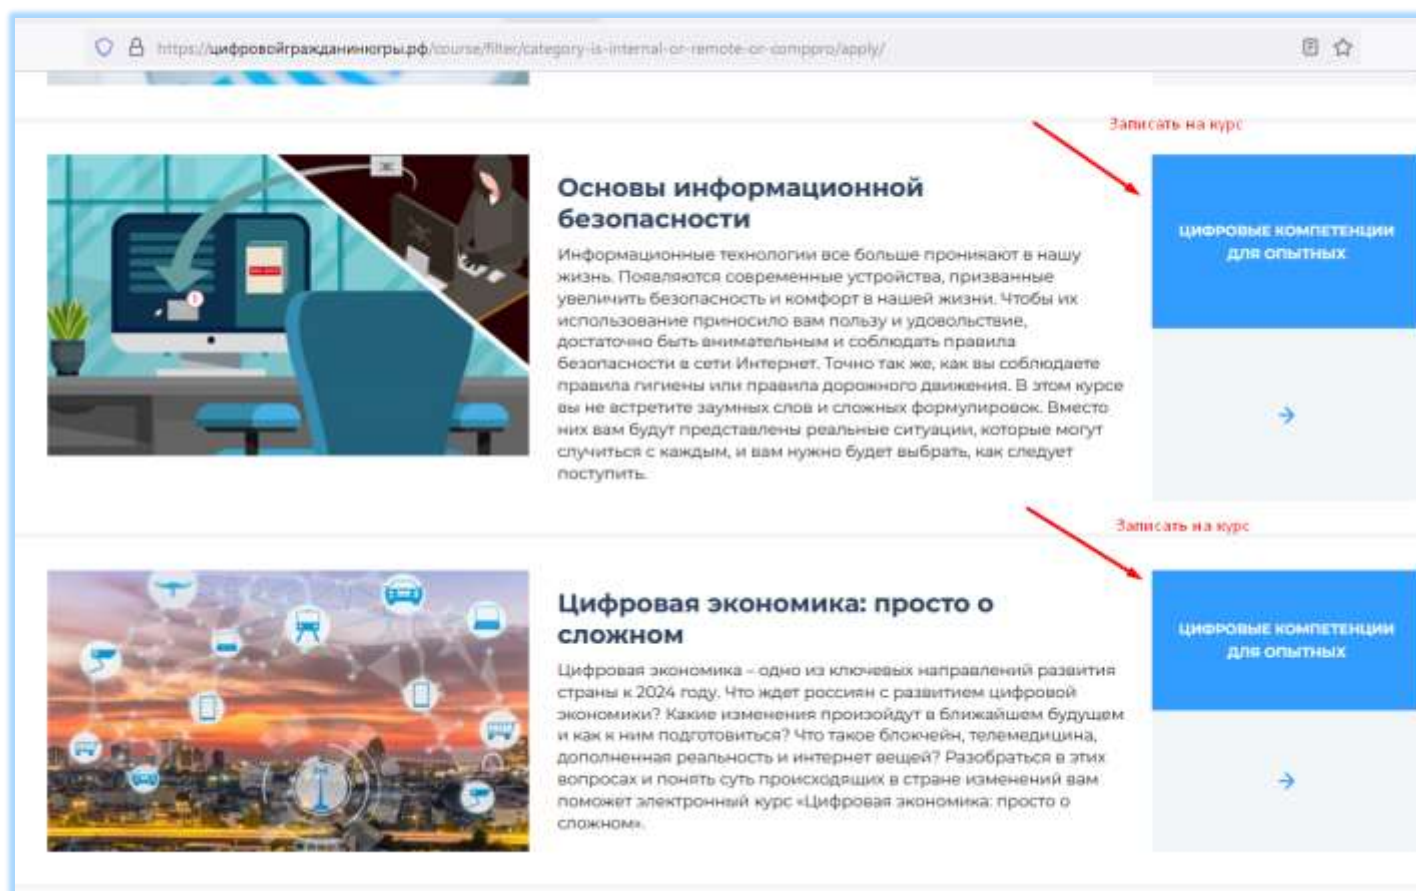 https://цифровойгражданинюгры.рф/course/filter/category-is-internal-or-remote-or-comppro/apply/
Записать на курс
Основы информационной
безопасности
Информационные технологии все больше проникают в нашу
жизнь. Появляются современные устройства, призванные
увеличить безопасность и комфорт в нашей жизни. Чтобы их
использование приносило вам пользу и удовольствие,
достаточно быть внимательным и соблюдать правила
безопасности в сети Интернет. Точно так же, как вы соблюдаете
правила гигиены или правила дорожного движения. В этом курсе
вы не встретите заумных слов и сложных формулировок. Вместо
них вам будут представлены реальные ситуации, которые могут
случиться с каждым, и вам нужно будет выбрать, как следует
поступить.
ЦИФРОВЫЕ КОМПЕТЕНЦИИ
ДЛЯ ОПЫТНЫХ
Записать на курс
Цифровая экономика: просто о
сложном
Цифровая экономика – одно из ключевых направлений развития
страны к 2024 году. Что ждет россиян с развитием цифровой
экономики? Какие изменения произойдут в ближайшем будущем
и как к ним подготовиться? Что такое блокчейн, телемедицина,
дополненная реальность и интернет вещей? Разобраться в этих
вопросах и понять суть происходящих в стране изменений вам
поможет электронный курс «Цифровая экономика: просто о
сложном».
ЦИФРОВЫЕ КОМПЕТЕНЦИИ
ДЛЯ ОПЫТНЫХ